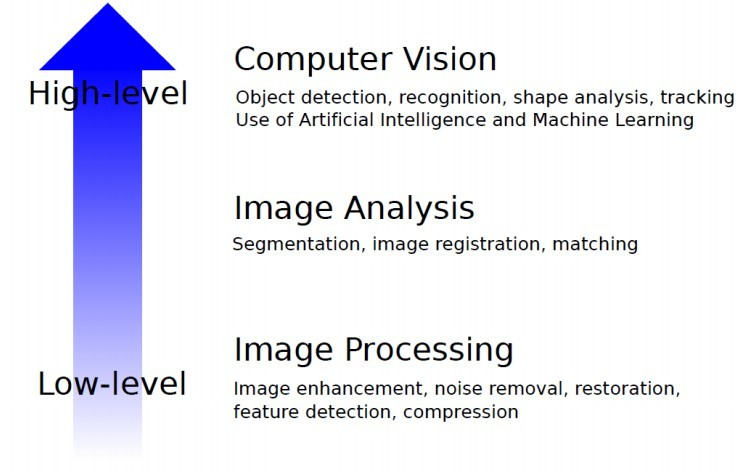 High-level
Computer Vision
Object detection, recognition, shape analysis, tracking
Use of Artificial Intelligence and Machine Learning
Image Analysis
Segmentation, image registration, matching
Low-level
Image Processing
Image enhancement, noise removal, restoration,
feature detection, compression